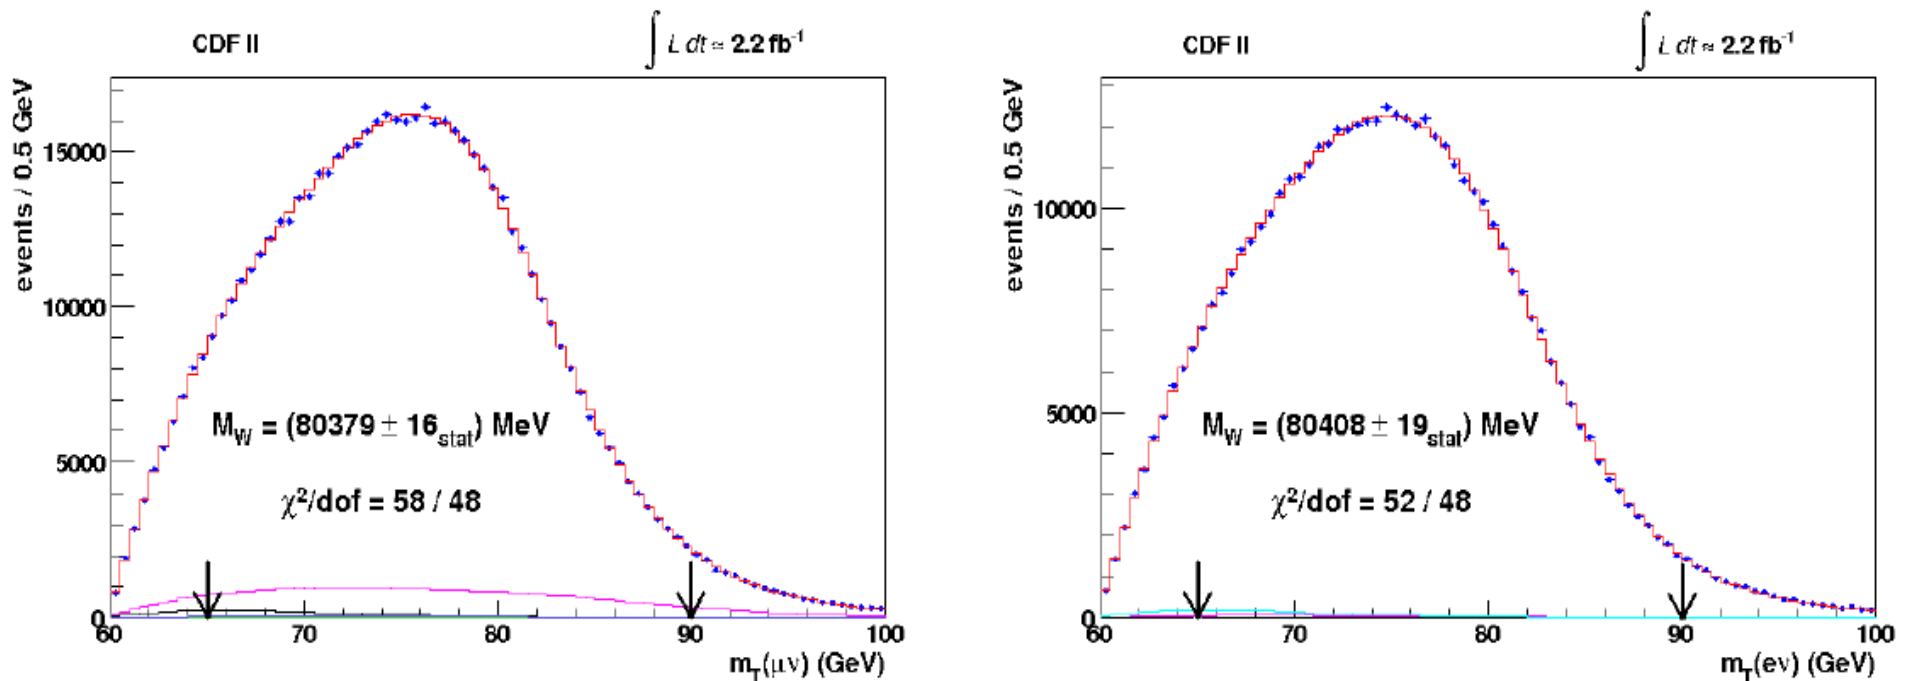 CDF II
∫ L dt ≈ 2.2 fb⁻¹
events / 0.5 GeV
15000
10000
5000
0
M_W = (80379 ± 16_stat) MeV
χ²/dof = 58 / 48
60 70 80 90 100
m_T(μν) (GeV)
CDF II
∫ L dt ≈ 2.2 fb⁻¹
events / 0.5 GeV
10000
5000
0
M_W = (80408 ± 19_stat) MeV
χ²/dof = 52 / 48
60 70 80 90 100
m_T(eν) (GeV)